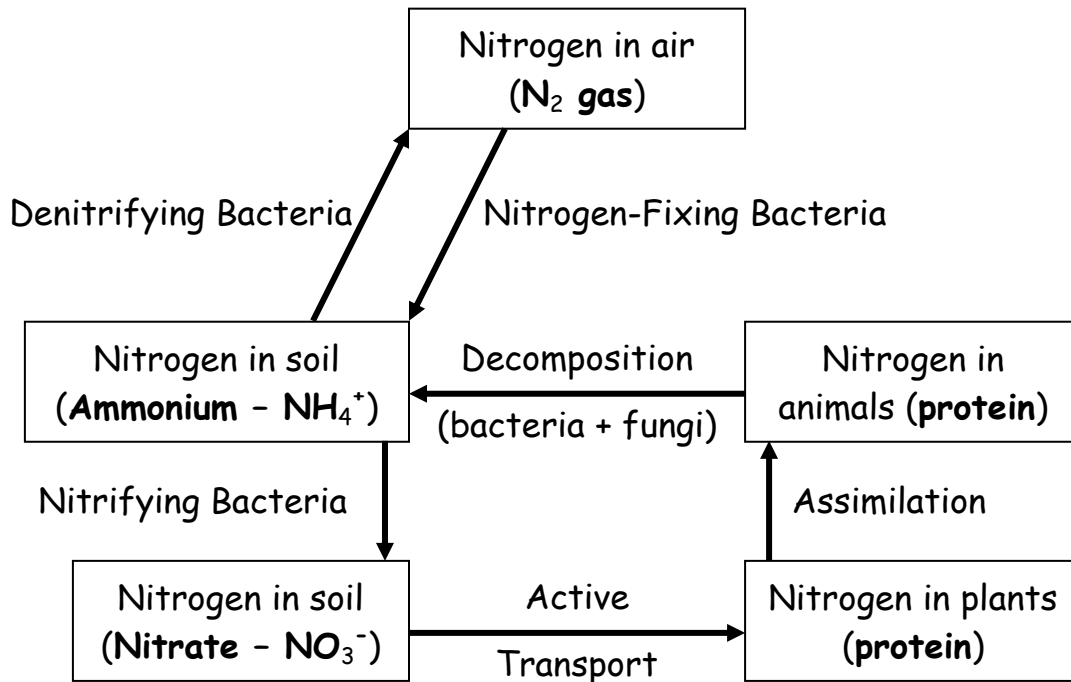 Nitrogen in air
(N₂ gas)
Denitrifying Bacteria
Nitrogen-Fixing Bacteria
Nitrogen in soil
(Ammonium – NH₄⁺)
Decomposition
(bacteria + fungi)
Nitrogen in
animals (protein)
Nitrifying Bacteria
Assimilation
Nitrogen in soil
(Nitrate – NO₃⁻)
Active
Transport
Nitrogen in plants
(protein)